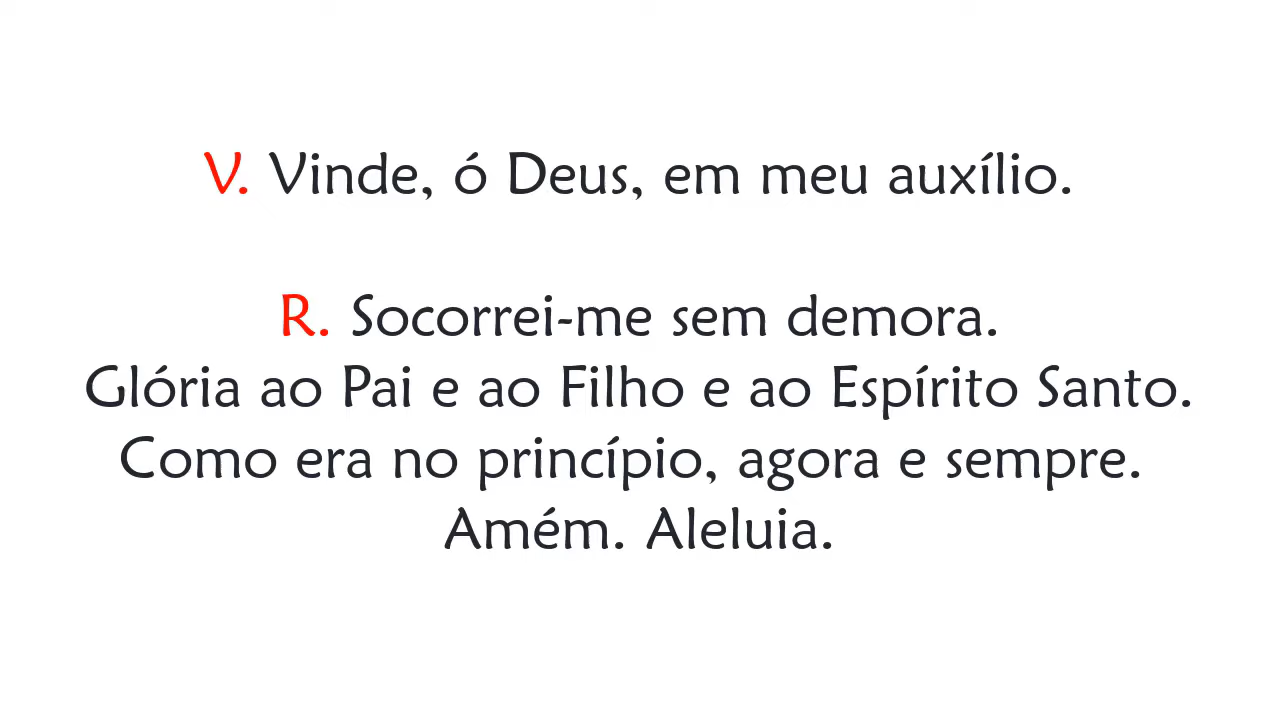 V. Vinde, ó Deus, em meu auxílio.
R. Socorrei-me sem demora.
Glória ao Pai e ao Filho e ao Espírito Santo.
Como era no princípio, agora e sempre.
Amém. Aleluia.